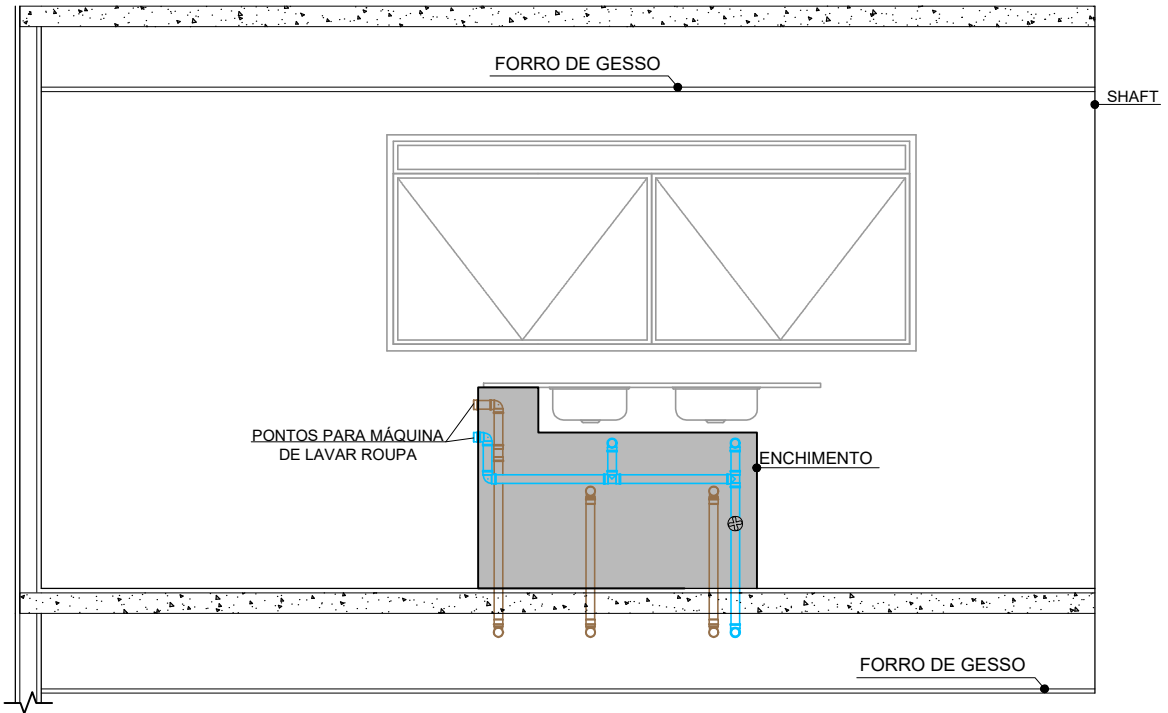 FORRO DE GESSO
SHAFT
PONTOS PARA MÁQUINA
DE LAVAR ROUPA
ENCHIMENTO
FORRO DE GESSO